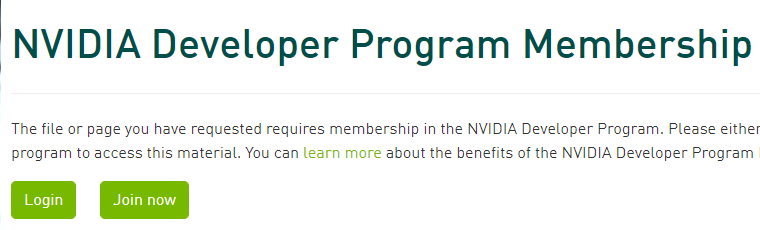 NVIDIA Developer Program Membership
The file or page you have requested requires membership in the NVIDIA Developer Program. Please either
program to access this material. You can learn more about the benefits of the NVIDIA Developer Program
Login Join now